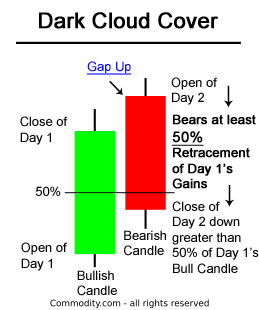 Dark Cloud Cover
Gap Up
Open of
Day 2
Close of
Day 1
Bears at least
50%
Retracement
of Day 1's
Gains
50%
Close of
Day 2 down
greater than
50% of Day 1's
Bull Candle
Open of
Day 1
Bearish
Candle
Bullish
Candle
Commodity.com - all rights reserved